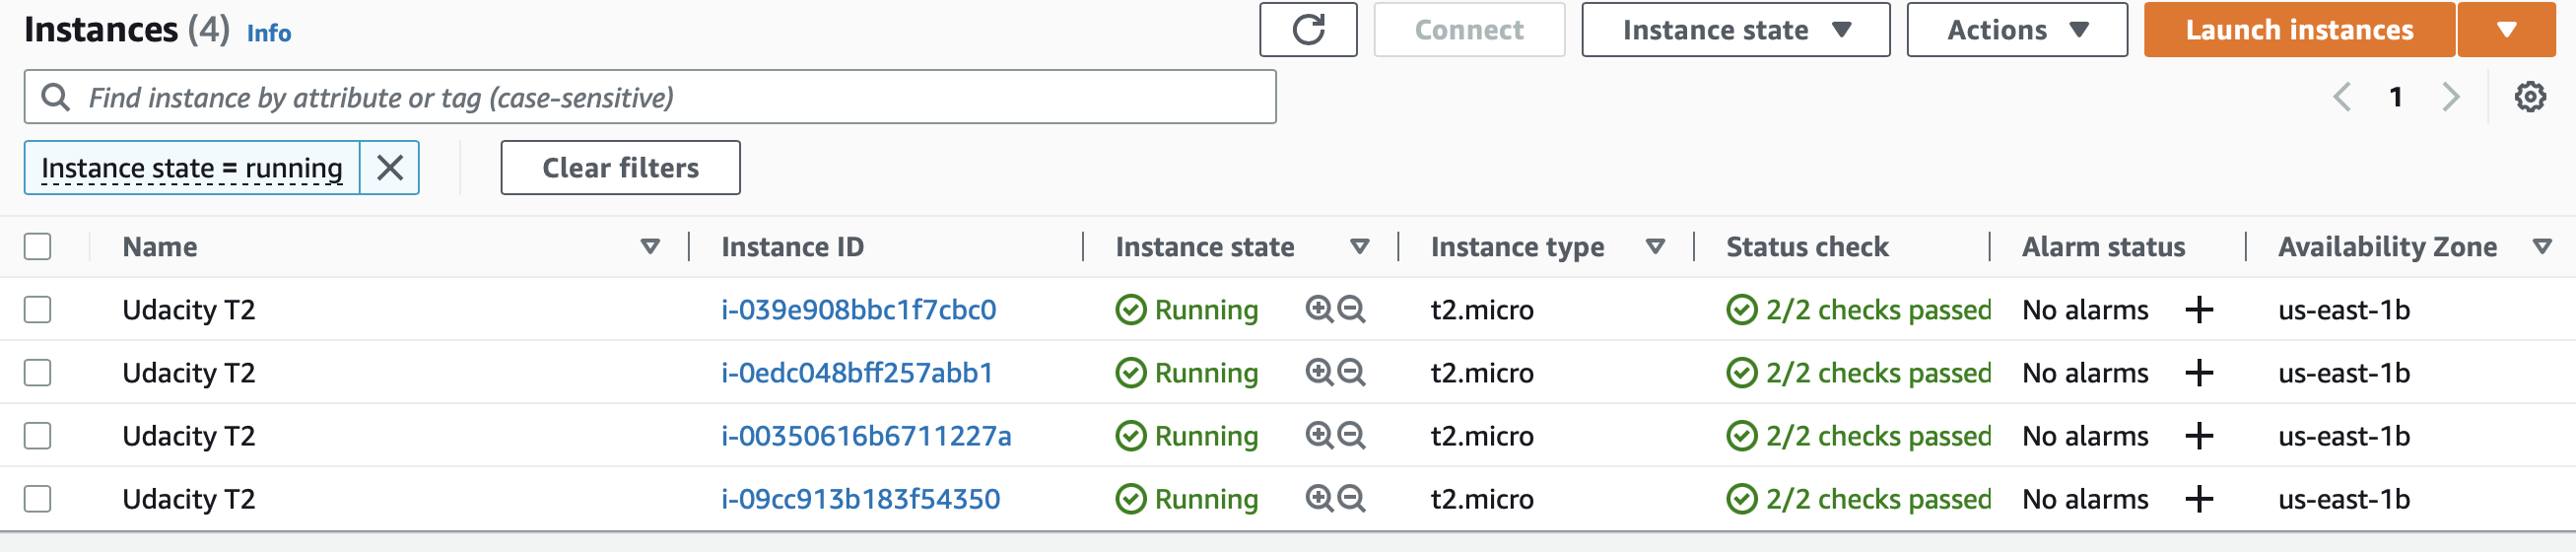 Instances (4) Info Connect Instance state Actions Launch instances
Find instance by attribute or tag (case-sensitive) 1
Instance state = running Clear filters
Name Instance ID Instance state Instance type Status check Alarm status Availability Zone
Udacity T2 i-039e908bbc1f7cbc0 Running t2.micro 2/2 checks passed No alarms + us-east-1b
Udacity T2 i-0edc048bff257abb1 Running t2.micro 2/2 checks passed No alarms + us-east-1b
Udacity T2 i-00350616b6711227a Running t2.micro 2/2 checks passed No alarms + us-east-1b
Udacity T2 i-09cc913b183f54350 Running t2.micro 2/2 checks passed No alarms + us-east-1b